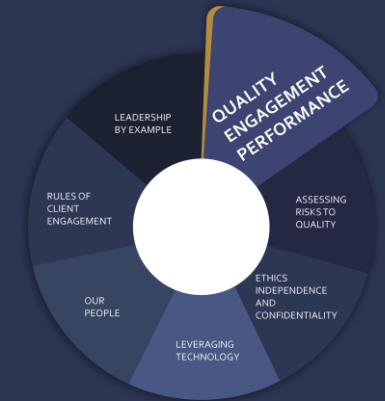 QUALITY
ENGAGEMENT
PERFORMANCE
ASSESSING
RISKS TO
QUALITY
ETHICS
INDEPENDENCE
AND
CONFIDENTIALITY
LEVERAGING
TECHNOLOGY
OUR
PEOPLE
RULES OF
CLIENT
ENGAGEMENT
LEADERSHIP
BY EXAMPLE